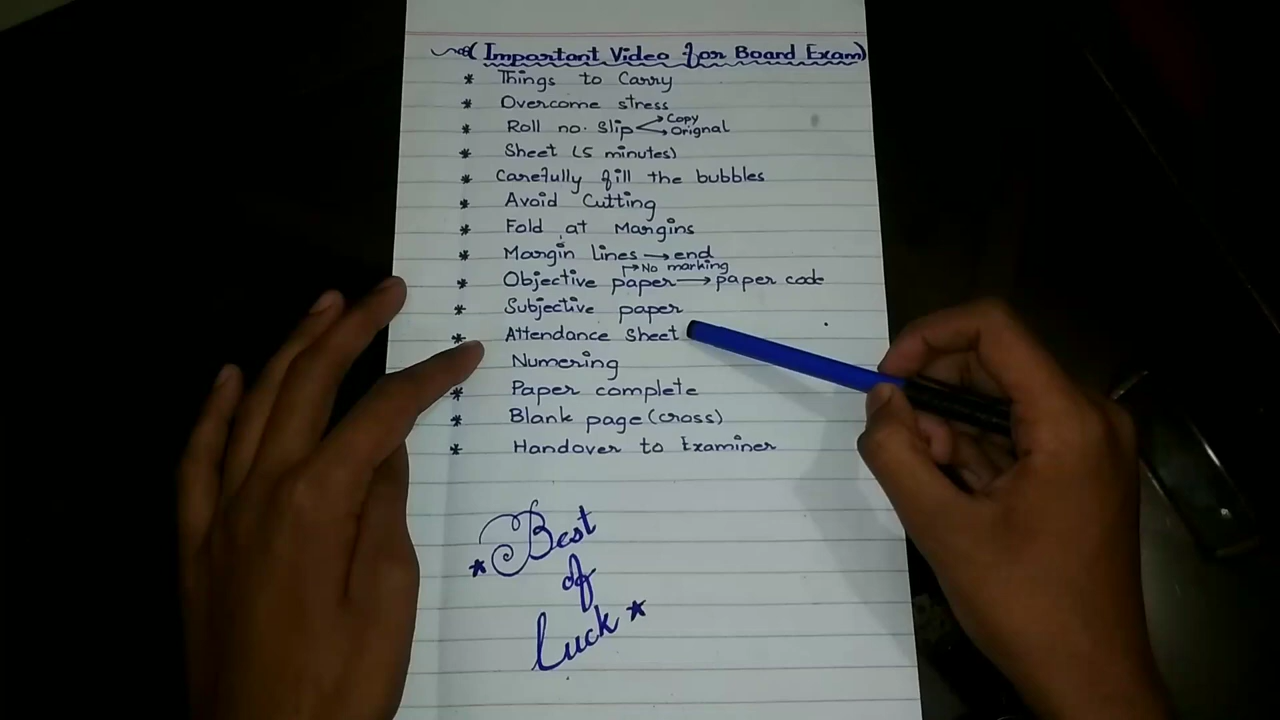 (Important Video for Board Exam)
* Things to Carry
* Overcome stress
* Roll no. Slip Copy Orignal
* Sheet (5 minutes)
* Carefully fill the bubbles
* Avoid Cutting
* Fold at Margins
* Margin lines → end
* Objective paper → No marking → paper code
* Subjective paper
* Attendance Sheet
Numering
* Paper complete
* Blank page (cross)
* Handover to Examiner
* Best
of
Luck *